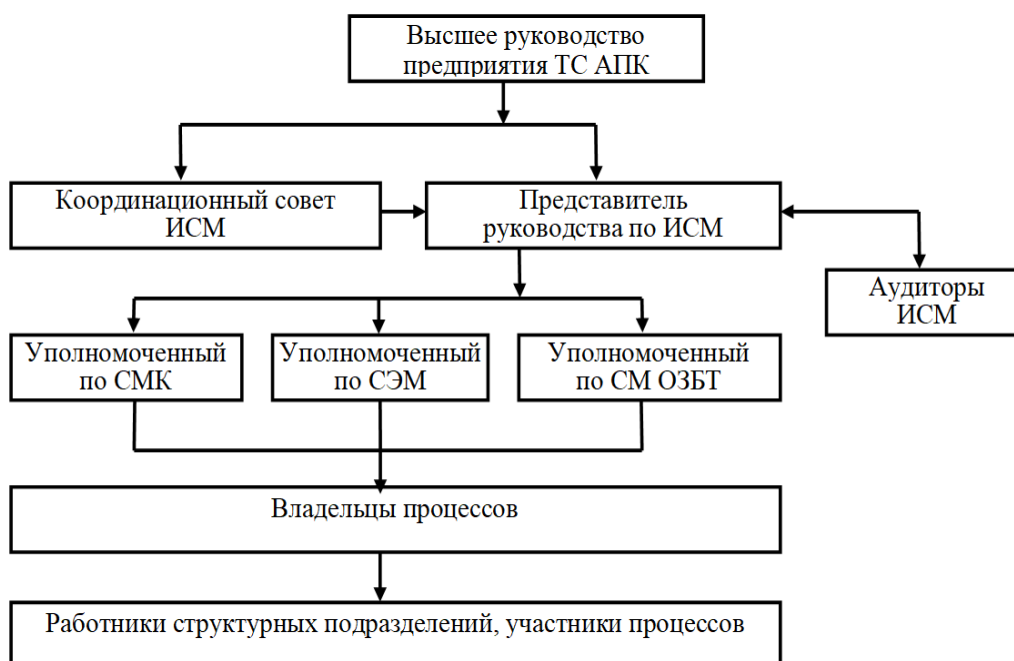 Высшее руководство
предприятия ТС АПК
Координационный совет
ИСМ
Представитель
руководства по ИСМ
Аудиторы
ИСМ
Уполномоченный
по СМК
Уполномоченный
по СЭМ
Уполномоченный
по СМ ОЗБТ
Владельцы процессов
Работники структурных подразделений, участники процессов